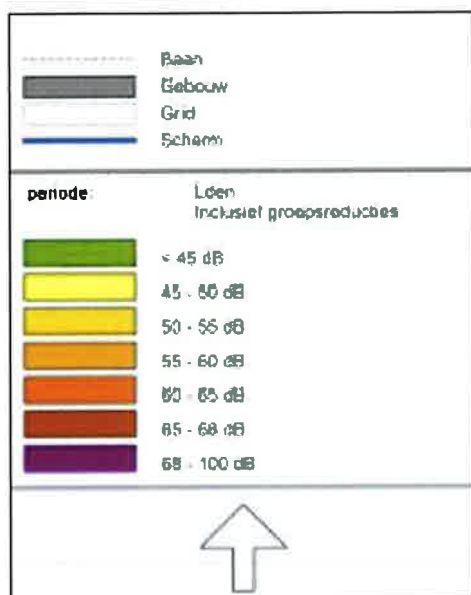 Baan
Gebouw
Grid
Scherm
periode: Lden
Inclusief groepsreducties
< 45 dB
45 - 50 dB
50 - 55 dB
55 - 60 dB
60 - 65 dB
65 - 68 dB
68 - 100 dB